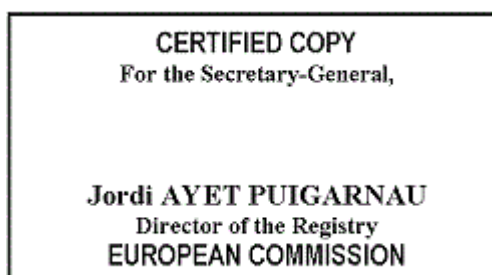 CERTIFIED COPY
For the Secretary-General,
Jordi AYET PUIGARNAU
Director of the Registry
EUROPEAN COMMISSION